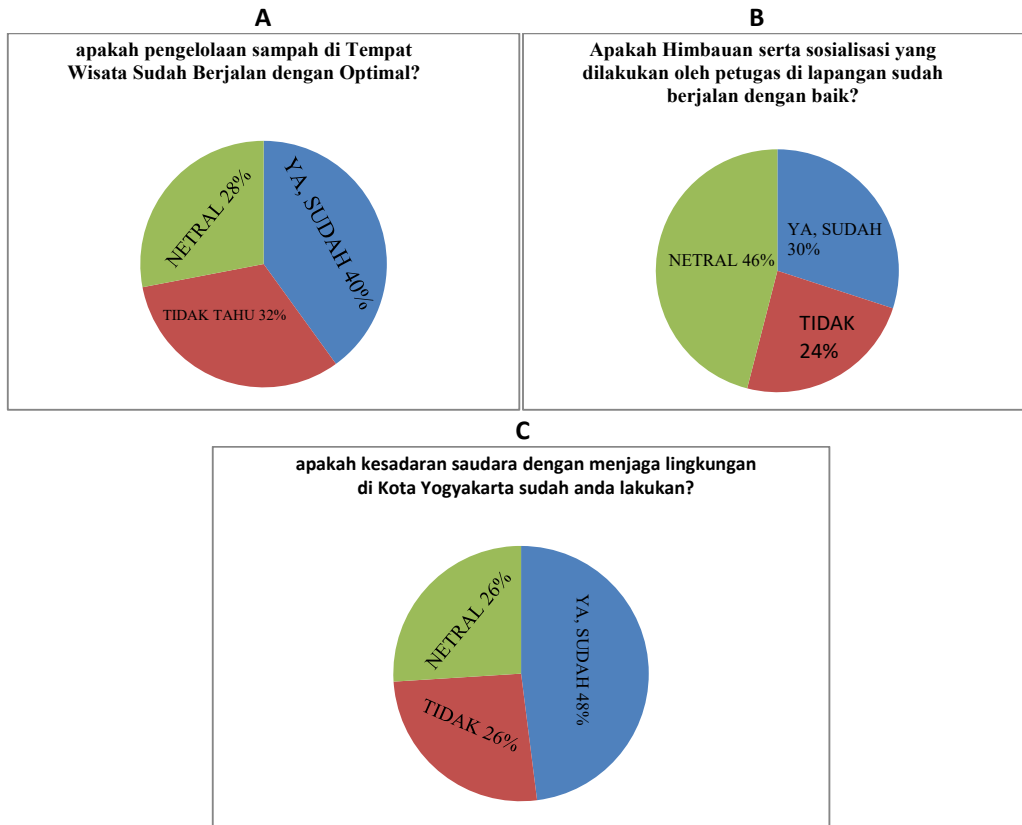 A
apakah pengelolaan sampah di Tempat
Wisata Sudah Berjalan dengan Optimal?
YA, SUDAH 40%
TIDAK TAHU 32%
NETRAL 28%
B
Apakah Himbauan serta sosialisasi yang
dilakukan oleh petugas di lapangan sudah
berjalan dengan baik?
YA, SUDAH
30%
TIDAK
24%
NETRAL 46%
C
apakah kesadaran saudara dengan menjaga lingkungan
di Kota Yogyakarta sudah anda lakukan?
YA, SUDAH 48%
TIDAK 26%
NETRAL 26%